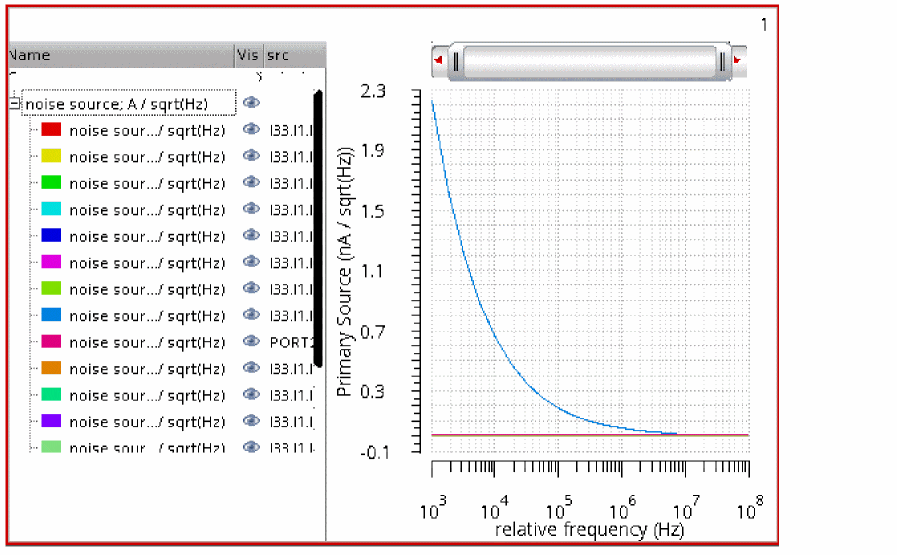 1
Name Vis src
noise source; A / sqrt(Hz)
noise sour.../ sqrt(Hz) I33.I1.I
noise sour.../ sqrt(Hz) I33.I1.I
noise sour.../ sqrt(Hz) I33.I1.I
noise sour.../ sqrt(Hz) I33.I1.I
noise sour.../ sqrt(Hz) I33.I1.
noise sour.../ sqrt(Hz) I33.I1.
noise sour.../ sqrt(Hz) I33.I1.
noise sour.../ sqrt(Hz) I33.I1.
noise sour.../ sqrt(Hz) PORT2
noise sour.../ sqrt(Hz) I33.I1.I
noise sour.../ sqrt(Hz) I33.I1.I
noise sour.../ sqrt(Hz) I33.I1.
noise sour.../ sqrt(Hz) I33.I1.
Primary Source (nA / sqrt(Hz))
2.3
1.9
1.5
1.1
0.7
0.3
-0.1
10^3 10^4 10^5 10^6 10^7 10^8
relative frequency (Hz)